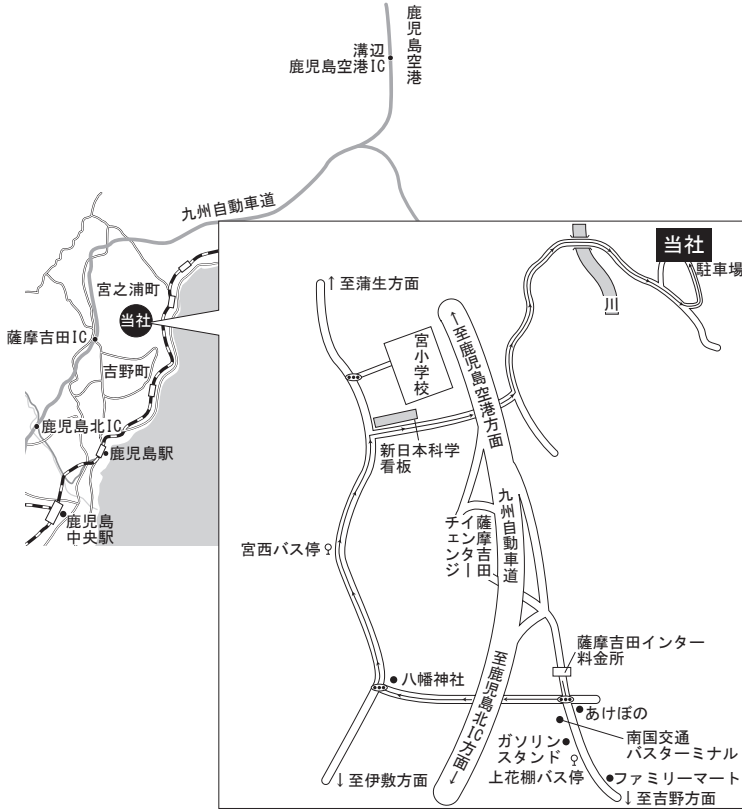 鹿児島空港
溝辺
鹿児島空港IC
九州自動車道
宮之浦町
当社
薩摩吉田IC
吉野町
鹿児島北IC
鹿児島駅
鹿児島
中央駅
当社
駐車場
川
↑至蒲生方面
宮小学校
←至鹿児島空港方面
新日本科学
看板
九州自動車道
薩摩吉田
インター
チェンジ
宮西バス停
薩摩吉田インター
料金所
八幡神社
至鹿児島北IC方面→
あけぼの
南国交通
バスターミナル
ガソリン
スタンド
上花棚バス停
ファミリーマート
↓至伊敷方面
↓至吉野方面